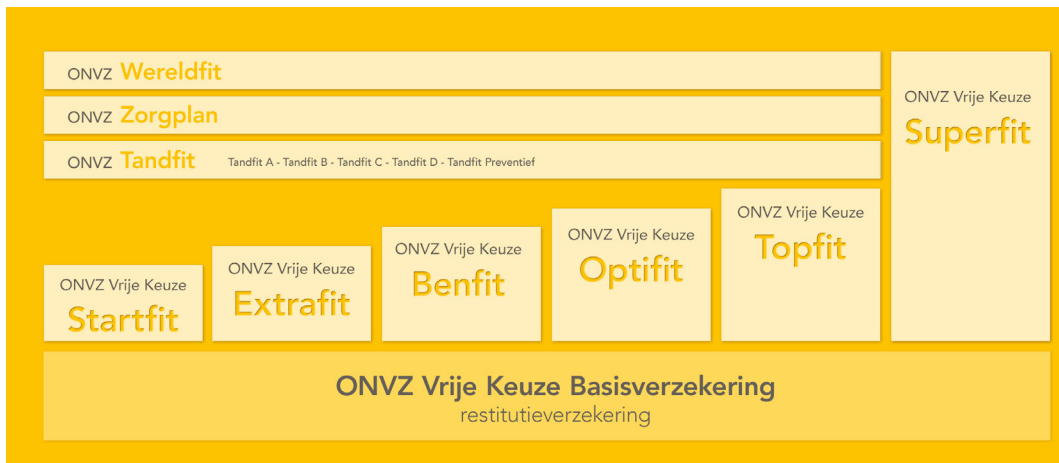 ONVZ Wereldfit
ONVZ Zorgplan
ONVZ Tandfit Tandfit A - Tandfit B - Tandfit C - Tandfit D - Tandfit Preventief
ONVZ Vrije Keuze
Startfit
ONVZ Vrije Keuze
Extrafit
ONVZ Vrije Keuze
Benfit
ONVZ Vrije Keuze
Optifit
ONVZ Vrije Keuze
Topfit
ONVZ Vrije Keuze
Superfit
ONVZ Vrije Keuze Basisverzekering
restitutieverzekering